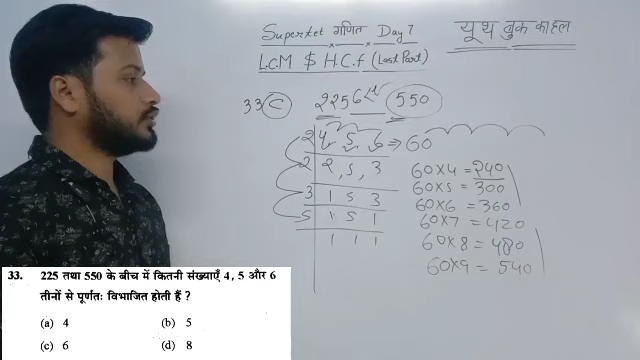 Superket गणित Day 7
यूथ बुक का हल
L.C.M $ H.C.f (Last Part)
33 C 225 550
2 4 5 6 => 60
2 2, 5, 3
3 1 5 3
5 1 5 1
1 1 1
60×4 = 240
60×5 = 300
60×6 = 360
60×7 = 420
60×8 = 480
60×9 = 540
33. 225 तथा 550 के बीच में कितनी संख्याएँ 4, 5 और 6
तीनों से पूर्णतः विभाजित होती हैं ?
(a) 4 (b) 5
(c) 6 (d) 8